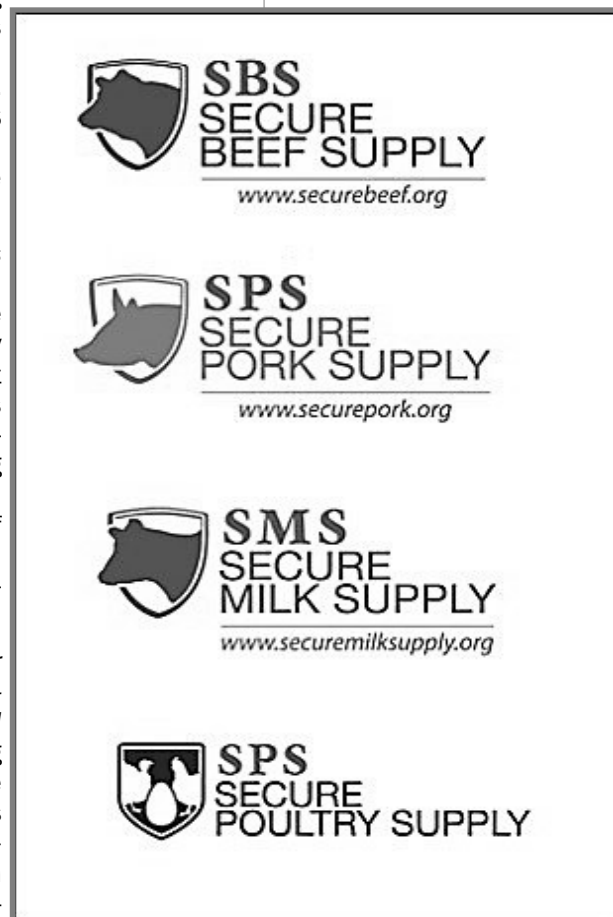 SBS
SECURE
BEEF SUPPLY
www.securebeef.org
SPS
SECURE
PORK SUPPLY
www.securepork.org
SMS
SECURE
MILK SUPPLY
www.securemilksupply.org
SPS
SECURE
POULTRY SUPPLY